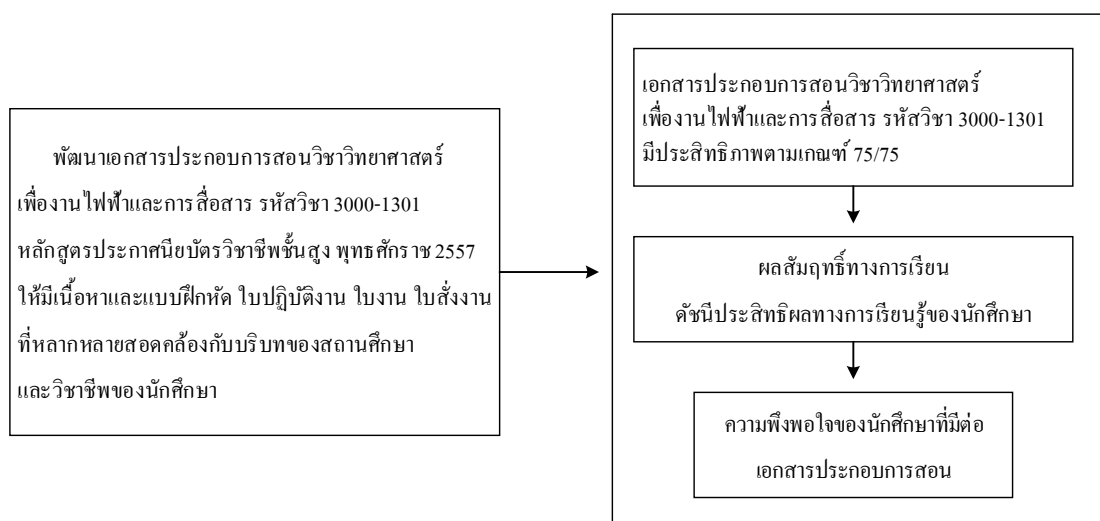 พัฒนาเอกสารประกอบการสอนวิชาวิทยาศาสตร์
เพื่องานไฟฟ้าและการสื่อสาร รหัสวิชา 3000-1301
หลักสูตรประกาศนียบัตรวิชาชีพชั้นสูง พุทธศักราช 2557
ให้มีเนื้อหาและแบบฝึกหัด ใบปฏิบัติงาน ใบงาน ใบสั่งงาน
ที่หลากหลายสอดคล้องกับบริบทของสถานศึกษา
และวิชาชีพของนักศึกษา
เอกสารประกอบการสอนวิชาวิทยาศาสตร์
เพื่องานไฟฟ้าและการสื่อสาร รหัสวิชา 3000-1301
มีประสิทธิภาพตามเกณฑ์ 75/75
ผลสัมฤทธิ์ทางการเรียน
ดัชนีประสิทธิผลทางการเรียนรู้ของนักศึกษา
ความพึงพอใจของนักศึกษาที่มีต่อ
เอกสารประกอบการสอน